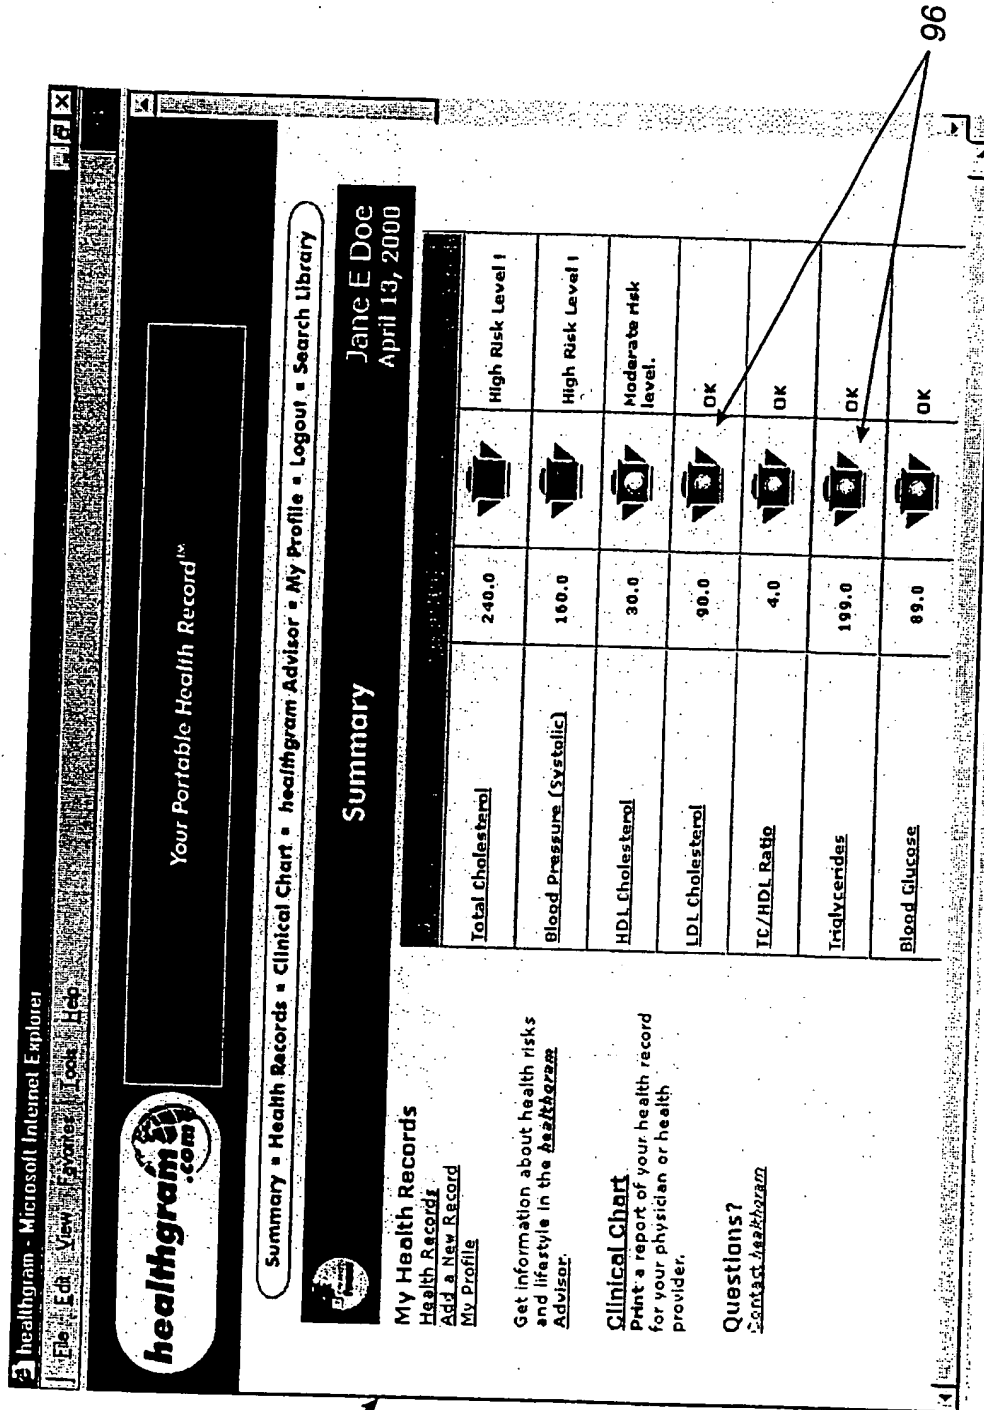 healthgram - Microsoft Internet Explorer
File Edit View Favorites Tools Help
healthgram
.com
Your Portable Health Record™
Summary ▪ Health Records ▪ Clinical Chart ▪ healthgram Advisor ▪ My Profile ▪ Logout ▪ Search Library
Summary
Jane E Doe
April 13, 2000
My Health Records
Health Records
Add a New Record
My Profile
Get information about health risks
and lifestyle in the healthgram
Advisor.
Clinical Chart
Print a report of your health record
for your physician or health
provider.
Questions?
Contact healthgram
Total Cholesterol 240.0 High Risk Level !
Blood Pressure (Systolic) 160.0 High Risk Level !
HDL Cholesterol 30.0 Moderate risk
level.
LDL Cholesterol 90.0 OK
TC/HDL Ratio 4.0 OK
Triglycerides 199.0 OK
Blood Glucose 89.0 OK
96